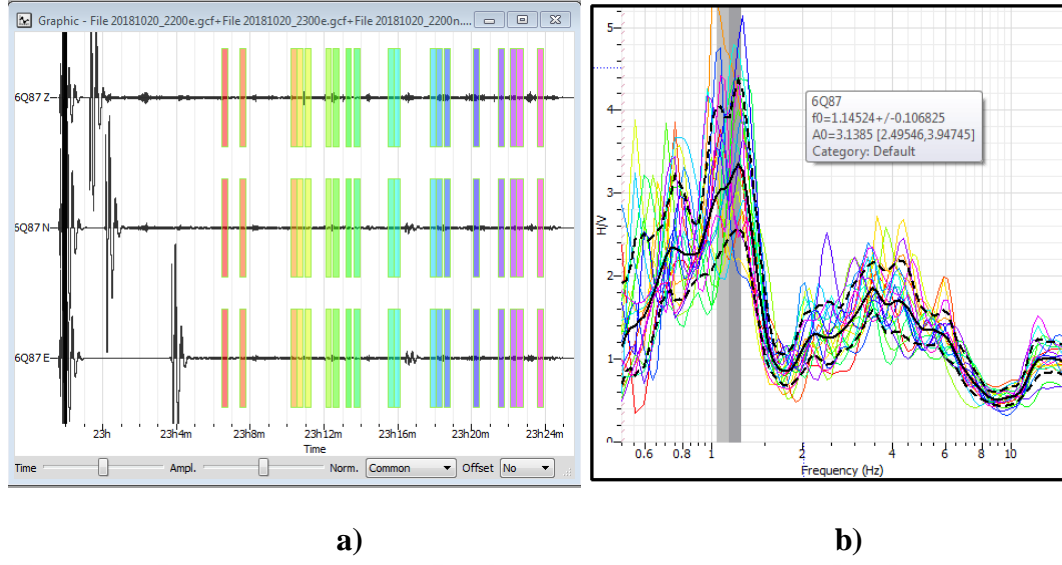 Graphic - File 20181020_2200e.gcf+File 20181020_2300e.gcf+File 20181020_2200n....
6Q87 Z
6Q87 N
6Q87 E
23h 23h4m 23h8m 23h12m 23h16m 23h20m 23h24m
Time
Time Ampl. Norm. Common Offset No
5
4
3
2
1
0
H/V
6Q87
f0=1.14524+/-0.106825
A0=3.1385 [2.49546,3.94745]
Category: Default
0.6 0.8 1 2 4 6 8 10
Frequency (Hz)
a) b)